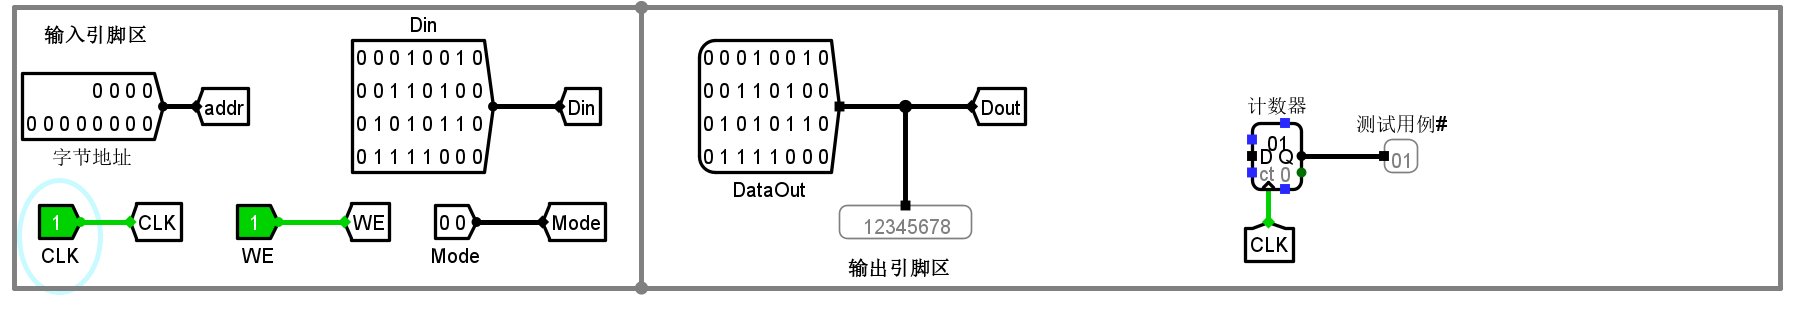 输入引脚区
0 0 0 0
0 0 0 0 0 0 0 0
addr
字节地址
Din
0 0 0 1 0 0 1 0
0 0 1 1 0 1 0 0
0 1 0 1 0 1 1 0
0 1 1 1 1 0 0 0
Din
1
CLK
CLK
1
WE
WE
0 0
Mode
Mode
0 0 0 1 0 0 1 0
0 0 1 1 0 1 0 0
0 1 0 1 0 1 1 0
0 1 1 1 1 0 0 0
DataOut
Dout
12345678
输出引脚区
计数器
01
D Q
ct 0
CLK
测试用例#
01